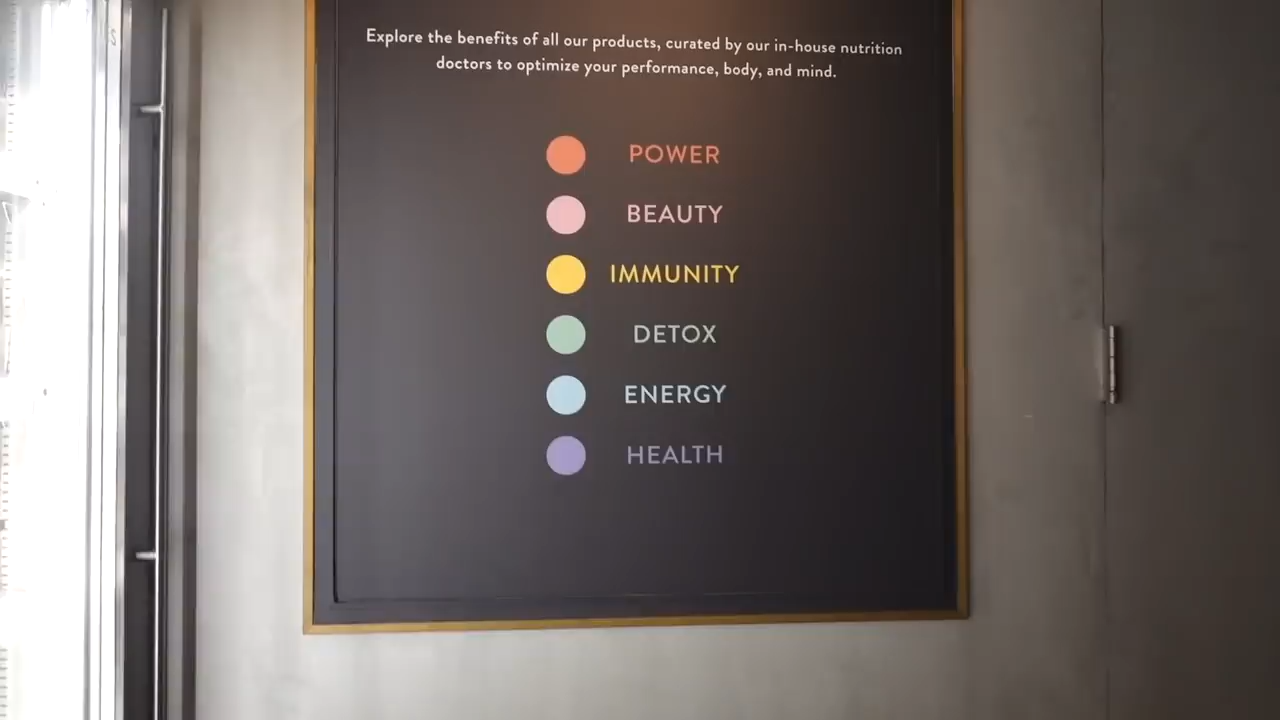 Explore the benefits of all our products, curated by our in-house nutrition
doctors to optimize your performance, body, and mind.
POWER
BEAUTY
IMMUNITY
DETOX
ENERGY
HEALTH